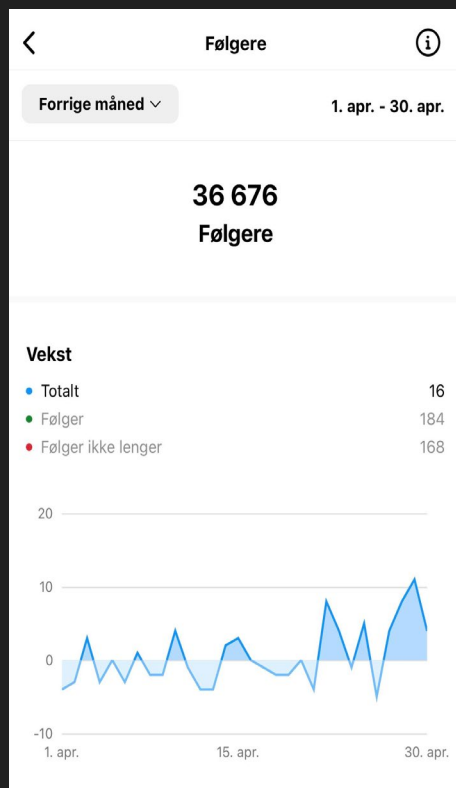 Følgere
Forrige måned
1. apr. - 30. apr.
36 676
Følgere
Vekst
Totalt 16
Følger 184
Følger ikke lenger 168
20
10
0
-10
1. apr. 15. apr. 30. apr.